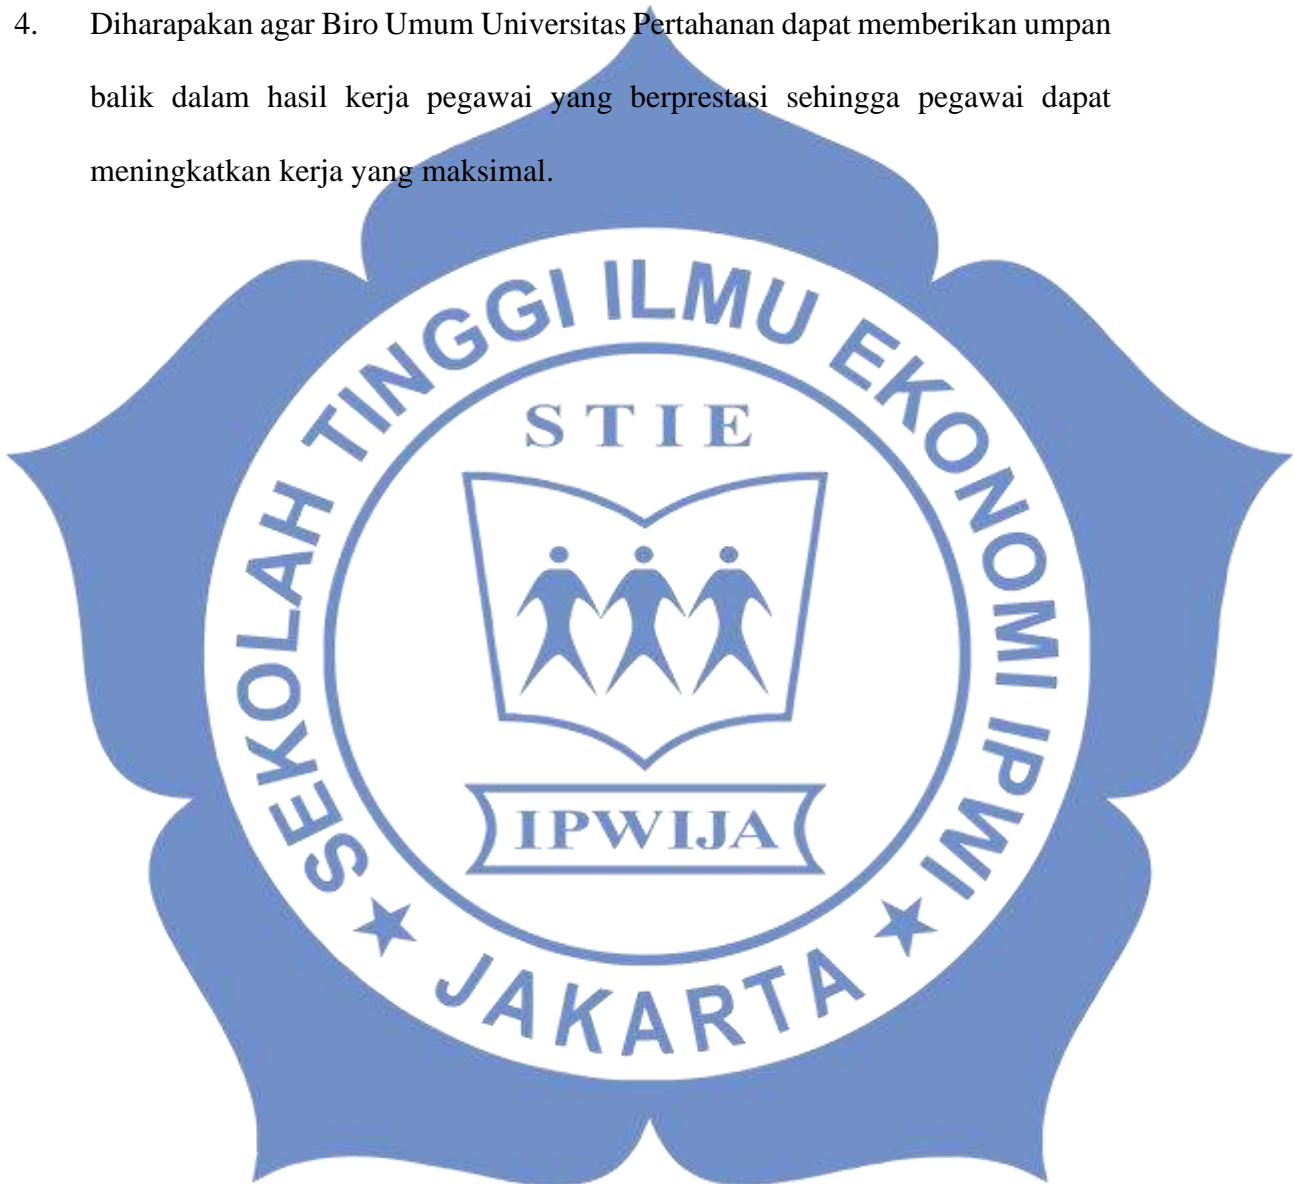 4. Diharapakan agar Biro Umum Universitas Pertahanan dapat memberikan umpan
balik dalam hasil kerja pegawai yang berprestasi sehingga pegawai dapat
meningkatkan kerja yang maksimal.
SEKOLAH TINGGI ILMU EKONOMI IPWI
STIE
IPWIJA
★ JAKARTA ★